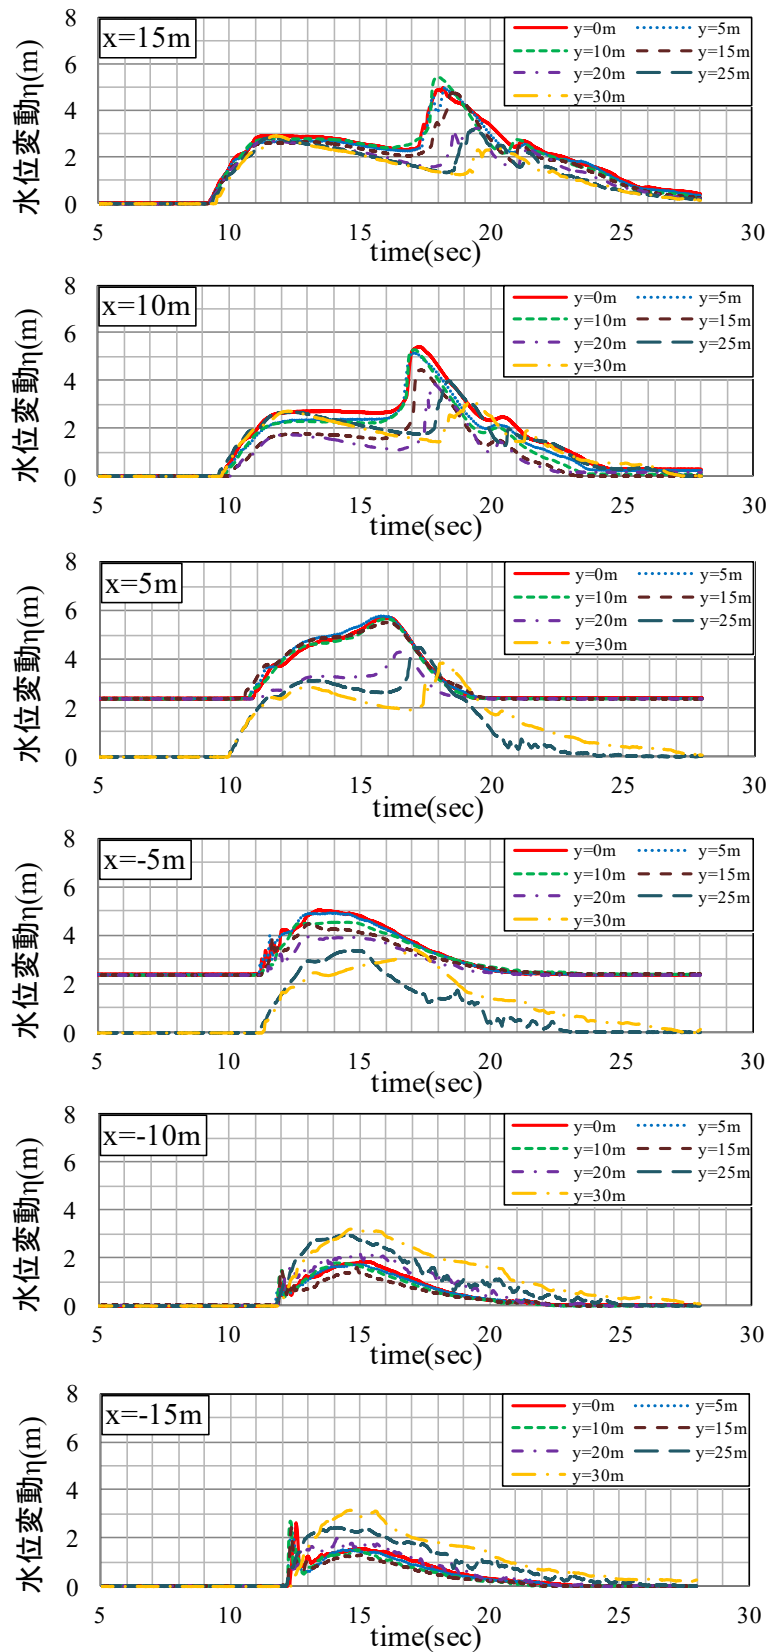 x=15m
水位変動η(m)
8
6
4
2
0
y=0m y=5m
y=10m y=15m
y=20m y=25m
y=30m
5 10 15 20 25 30
time(sec)
x=10m
水位変動η(m)
8
6
4
2
0
y=0m y=5m
y=10m y=15m
y=20m y=25m
y=30m
5 10 15 20 25 30
time(sec)
x=5m
水位変動η(m)
8
6
4
2
0
y=0m y=5m
y=10m y=15m
y=20m y=25m
y=30m
5 10 15 20 25 30
time(sec)
x=-5m
水位変動η(m)
8
6
4
2
0
y=0m y=5m
y=10m y=15m
y=20m y=25m
y=30m
5 10 15 20 25 30
time(sec)
x=-10m
水位変動η(m)
8
6
4
2
0
y=0m y=5m
y=10m y=15m
y=20m y=25m
y=30m
5 10 15 20 25 30
time(sec)
x=-15m
水位変動η(m)
8
6
4
2
0
y=0m y=5m
y=10m y=15m
y=20m y=25m
y=30m
5 10 15 20 25 30
time(sec)